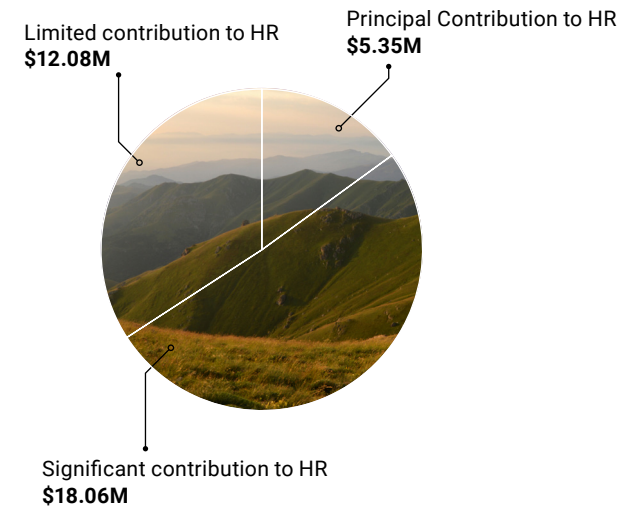 Principal Contribution to HR
$5.35M
Limited contribution to HR
$12.08M
Significant contribution to HR
$18.06M